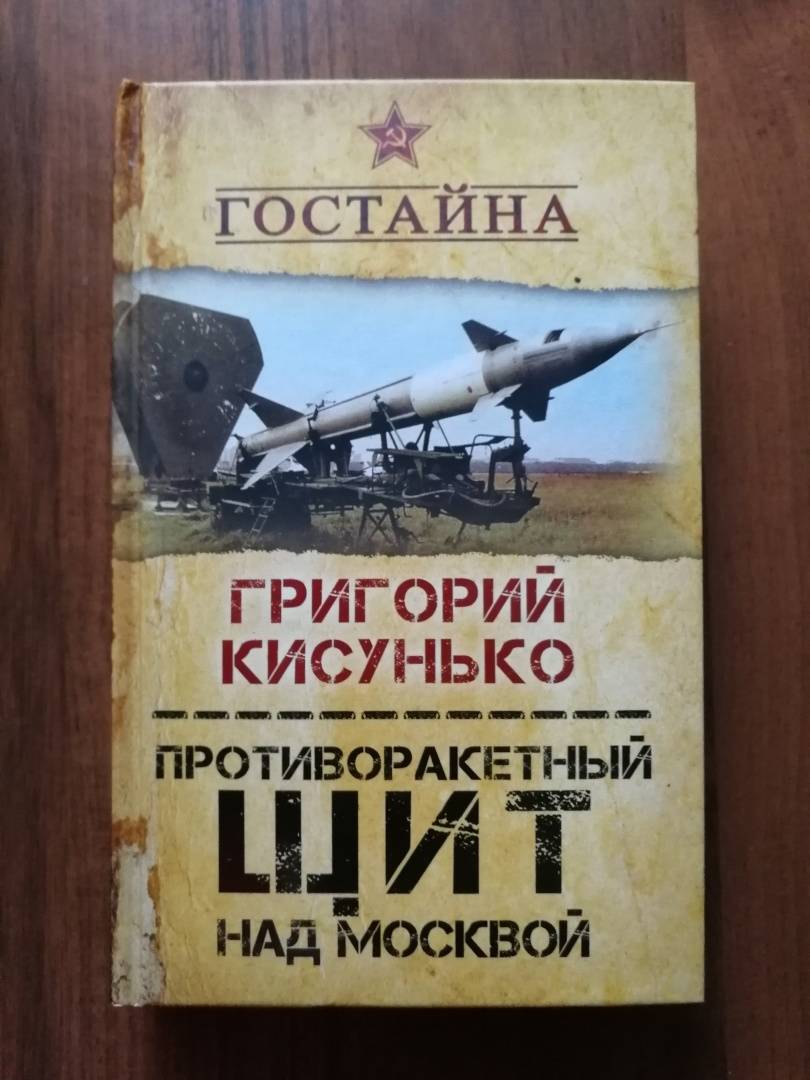 ГОСТАЙНА
ГРИГОРИЙ
КИСУНЬКО
ПРОТИВОРАКЕТНЫЙ
ЩИТ
НАД МОСКВОЙ